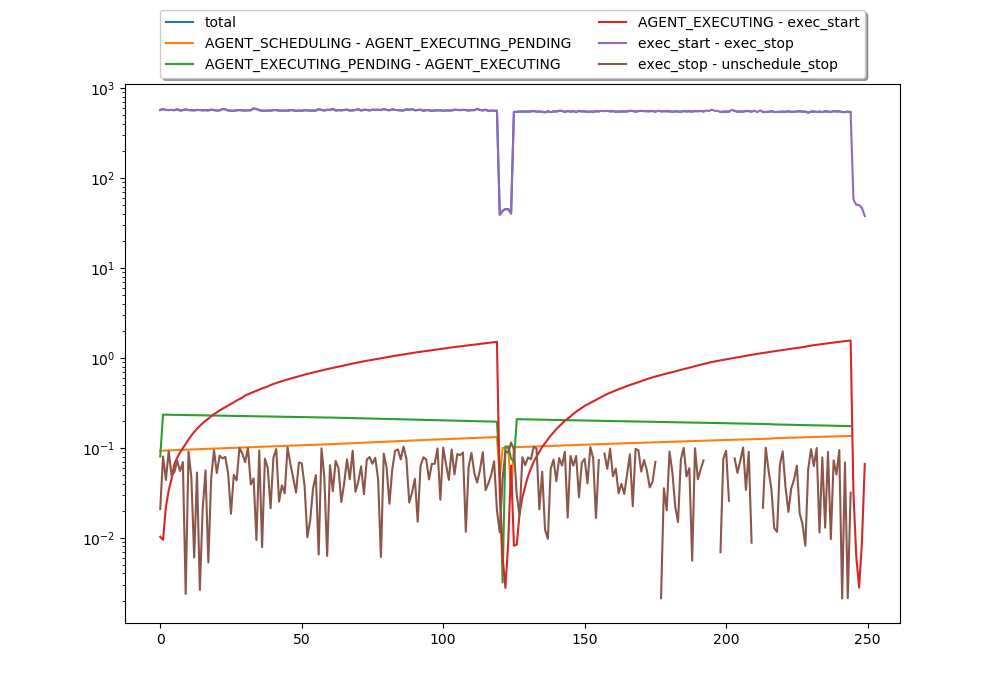 total
AGENT_SCHEDULING - AGENT_EXECUTING_PENDING
AGENT_EXECUTING_PENDING - AGENT_EXECUTING
AGENT_EXECUTING - exec_start
exec_start - exec_stop
exec_stop - unschedule_stop
10³
10²
10¹
10⁰
10⁻¹
10⁻²
0 50 100 150 200 250